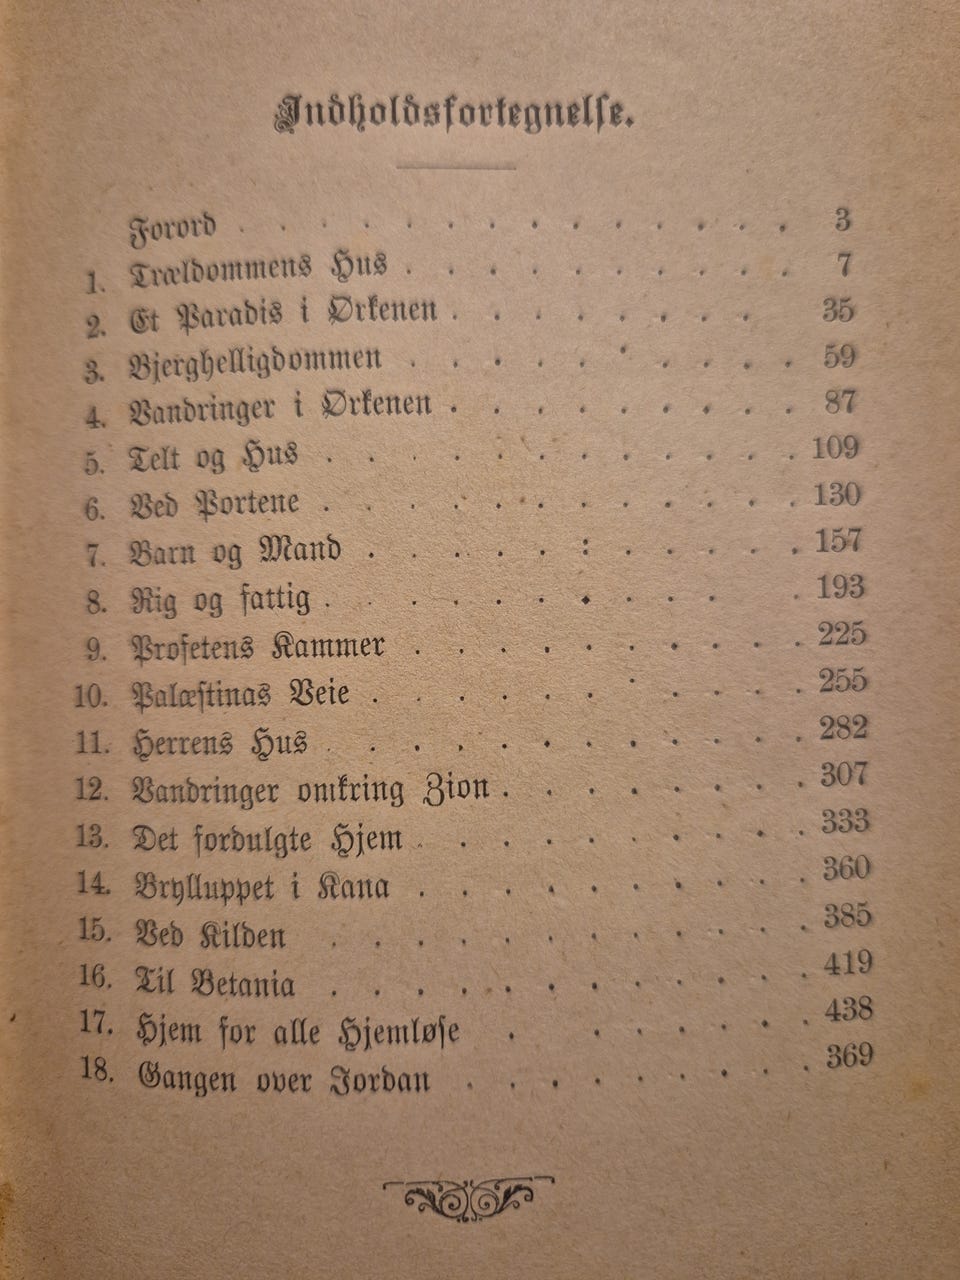 Indholdsfortegnelse.
Forord . . . . . . . . . . . . . 3
1. Trældommens Hus . . . . . . . . . . 7
2. Et Paradis i Ørkenen . . . . . . . . 35
3. Bjerghelligdommen . . . . . . . . . . 59
4. Vandringer i Ørkenen . . . . . . . . . 87
5. Telt og Hus . . . . . . . . . . . . 109
6. Ved Portene . . . . . . . . . . . . 130
7. Barn og Mand . . . . . : . . . . . 157
8. Rig og fattig . . . . . . . . . . . 193
9. Profetens Kammer . . . . . . . . . . 225
10. Palæstinas Veie . . . . . . . . . . . 255
11. Herrens Hus . . . . . . . . . . . . 282
12. Vandringer omkring Zion . . . . . . . . 307
13. Det fordulgte Hjem . . . . . . . . . . 333
14. Brylluppet i Kana . . . . . . . . . . 360
15. Ved Kilden . . . . . . . . . . . . 385
16. Til Betania . . . . . . . . . . . . 419
17. Hjem for alle Hjemløse . . . . . . . 438
18. Gangen over Jordan . . . . . . . . . 369